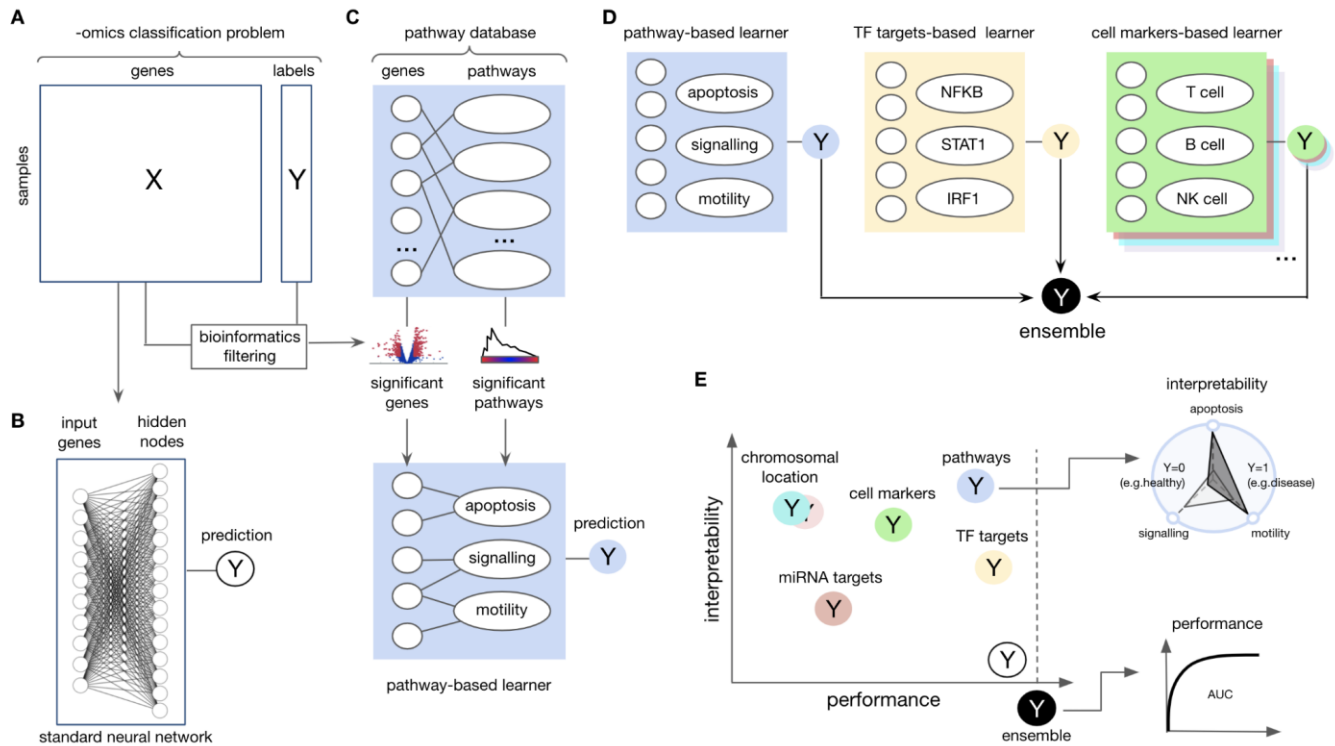 A
-omics classification problem
genes
labels
samples
X
Y
bioinformatics
filtering
B
input
genes
hidden
nodes
prediction
Y
standard neural network
C
pathway database
genes
pathways
...
...
significant
genes
significant
pathways
apoptosis
signalling
motility
prediction
Y
pathway-based learner
D
pathway-based learner
apoptosis
signalling
motility
Y
TF targets-based learner
NFKB
STAT1
IRF1
Y
cell markers-based learner
T cell
B cell
NK cell
Y
...
Y
ensemble
E
interpretability
performance
chromosomal
location
Y
Y
cell markers
Y
pathways
Y
TF targets
Y
miRNA targets
Y
Y
Y
ensemble
interpretability
apoptosis
Y=0
(e.g.healthy)
Y=1
(e.g.disease)
signalling
motility
performance
AUC